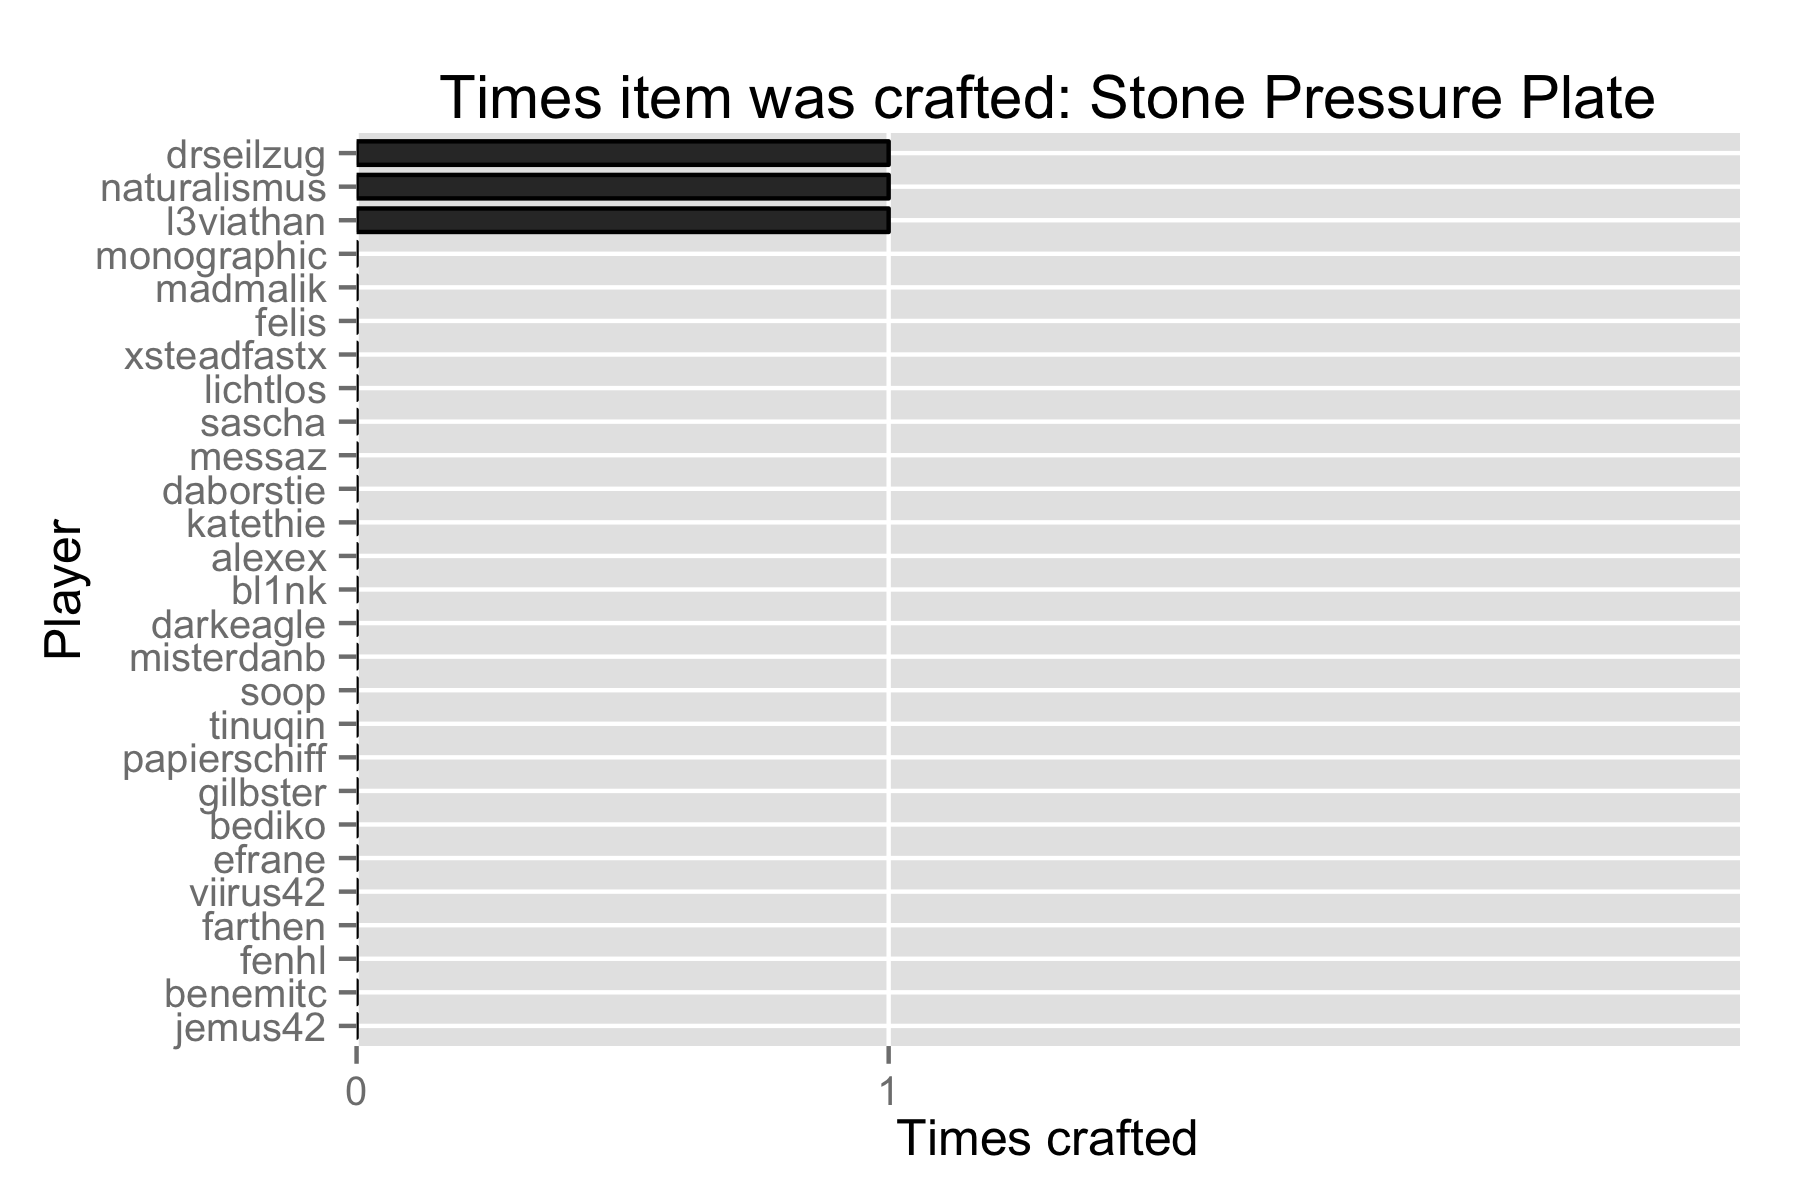 Times item was crafted: Stone Pressure Plate
drseilzug
naturalismus
l3viathan
monographic
madmalik
felis
xsteadfastx
lichtlos
sascha
messaz
daborstie
katethie
alexex
bl1nk
darkeagle
misterdanb
soop
tinuqin
papierschiff
gilbster
bediko
efrane
viirus42
farthen
fenhl
benemitc
jemus42
Player
0 1
Times crafted